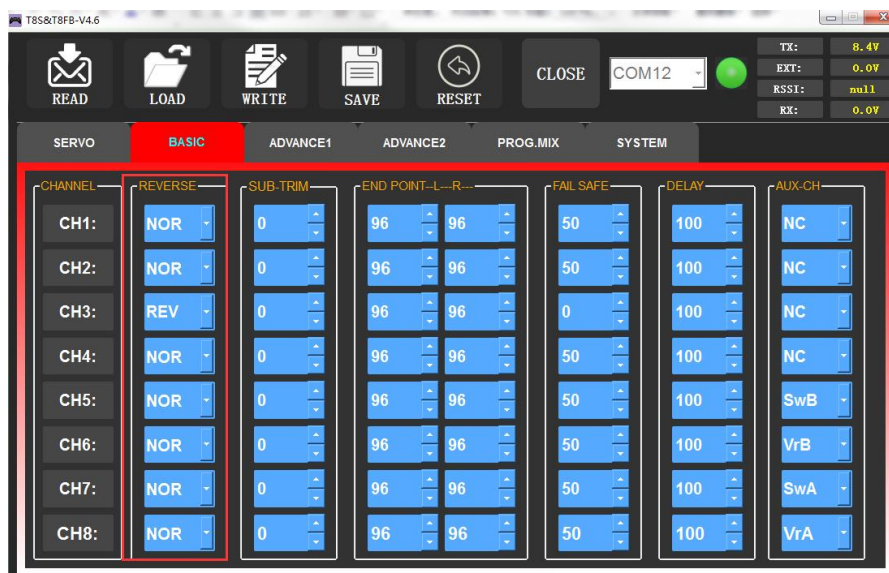 T8S&T8FB-V4.6
READ LOAD WRITE SAVE RESET CLOSE COM12
TX: 8.4V
EXT: 0.0V
RSSI: null
RX: 0.0V
SERVO BASIC ADVANCE1 ADVANCE2 PROG.MIX SYSTEM
CHANNEL REVERSE SUB-TRIM END POINT--L---R--- FAIL SAFE DELAY AUX-CH
CH1: NOR 0 96 96 50 100 NC
CH2: NOR 0 96 96 50 100 NC
CH3: REV 0 96 96 0 100 NC
CH4: NOR 0 96 96 50 100 NC
CH5: NOR 0 96 96 50 100 SwB
CH6: NOR 0 96 96 50 100 VrB
CH7: NOR 0 96 96 50 100 SwA
CH8: NOR 0 96 96 50 100 VrA